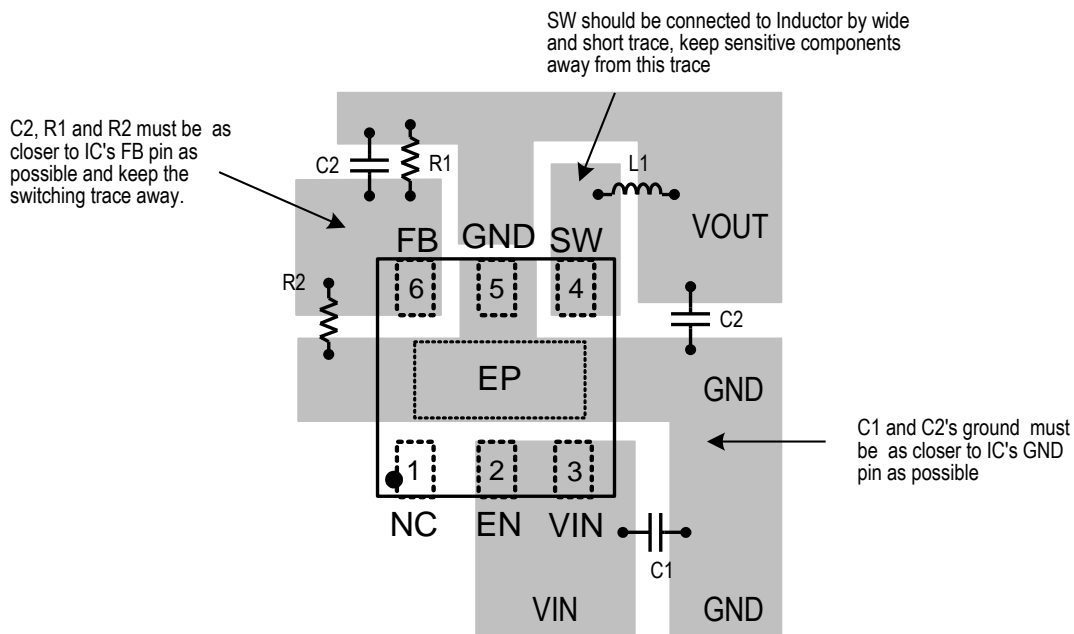 SW should be connected to Inductor by wide
and short trace, keep sensitive components
away from this trace
C2, R1 and R2 must be as
closer to IC's FB pin as
possible and keep the
switching trace away.
C2
R1
L1
VOUT
FB
GND
SW
R2
6
5
4
C2
EP
GND
C1 and C2's ground must
be as closer to IC's GND
pin as possible
1
2
3
NC
EN
VIN
C1
VIN
GND